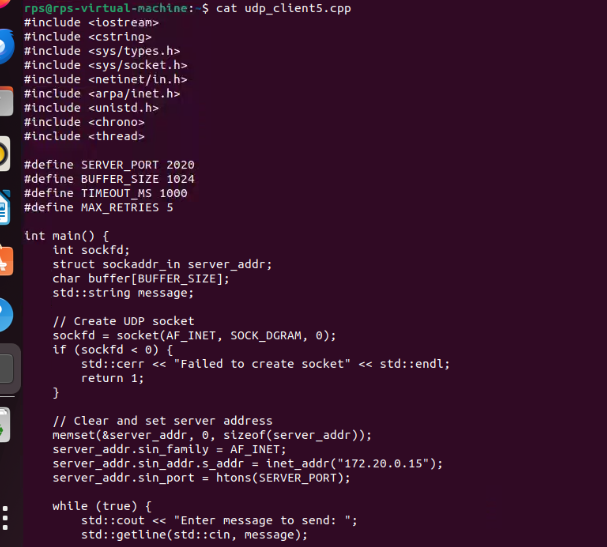 rps@rps-virtual-machine:~$ cat udp_client5.cpp
#include <iostream>
#include <cstring>
#include <sys/types.h>
#include <sys/socket.h>
#include <netinet/in.h>
#include <arpa/inet.h>
#include <unistd.h>
#include <chrono>
#include <thread>

#define SERVER_PORT 2020
#define BUFFER_SIZE 1024
#define TIMEOUT_MS 1000
#define MAX_RETRIES 5

int main() {
    int sockfd;
    struct sockaddr_in server_addr;
    char buffer[BUFFER_SIZE];
    std::string message;

    // Create UDP socket
    sockfd = socket(AF_INET, SOCK_DGRAM, 0);
    if (sockfd < 0) {
        std::cerr << "Failed to create socket" << std::endl;
        return 1;
    }

    // Clear and set server address
    memset(&server_addr, 0, sizeof(server_addr));
    server_addr.sin_family = AF_INET;
    server_addr.sin_addr.s_addr = inet_addr("172.20.0.15");
    server_addr.sin_port = htons(SERVER_PORT);

    while (true) {
        std::cout << "Enter message to send: ";
        std::getline(std::cin, message);